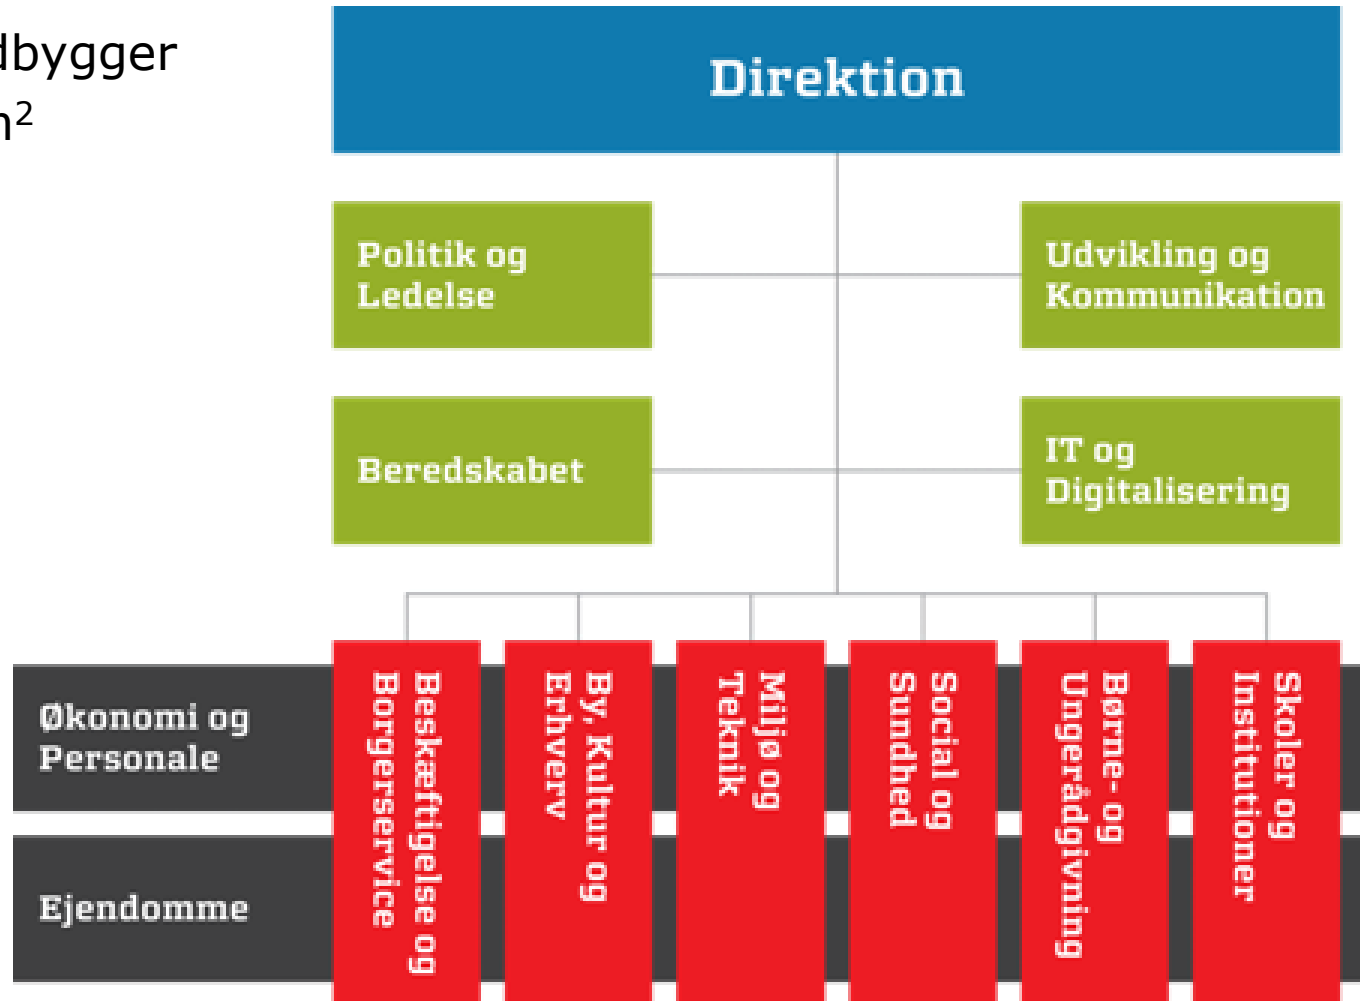 dbygger
m²
Direktion
Politik og
Ledelse
Udvikling og
Kommunikation
Beredskabet
IT og
Digitalisering
Økonomi og
Personale
Ejendomme
Beskæftigelse og
Borgerservice
By, Kultur og
Erhverv
Miljø og
Teknik
Social og
Sundhed
Børne- og
Ungerådgivning
Skoler og
Institutioner